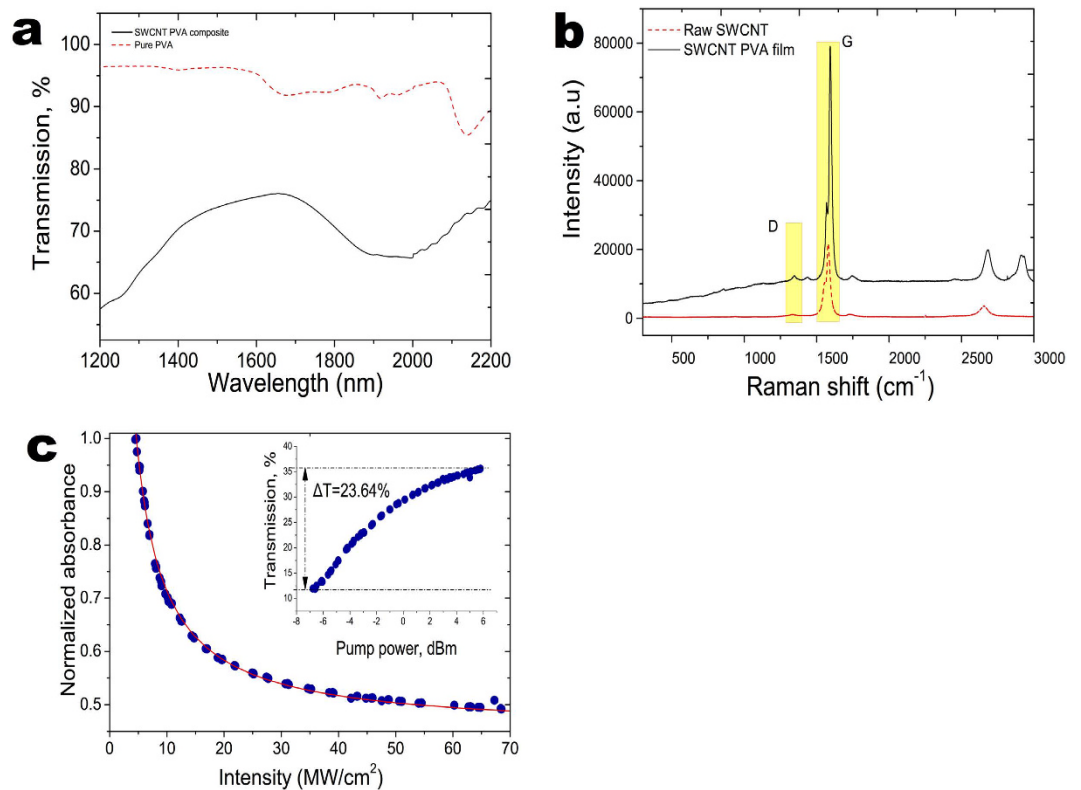 a
SWCNT PVA composite
Pure PVA
100
90
80
70
60
Transmission, %
1200 1400 1600 1800 2000 2200
Wavelength (nm)
b
Raw SWCNT
SWCNT PVA film
G
D
80000
60000
40000
20000
0
Intensity (a.u)
500 1000 1500 2000 2500 3000
Raman shift (cm⁻¹)
c
1.0
0.9
0.8
0.7
0.6
0.5
Normalized absorbance
0 10 20 30 40 50 60 70
Intensity (MW/cm²)
40
35
30
25
20
15
10
Transmission, %
ΔT=23.64%
-8 -6 -4 -2 0 2 4 6
Pump power, dBm